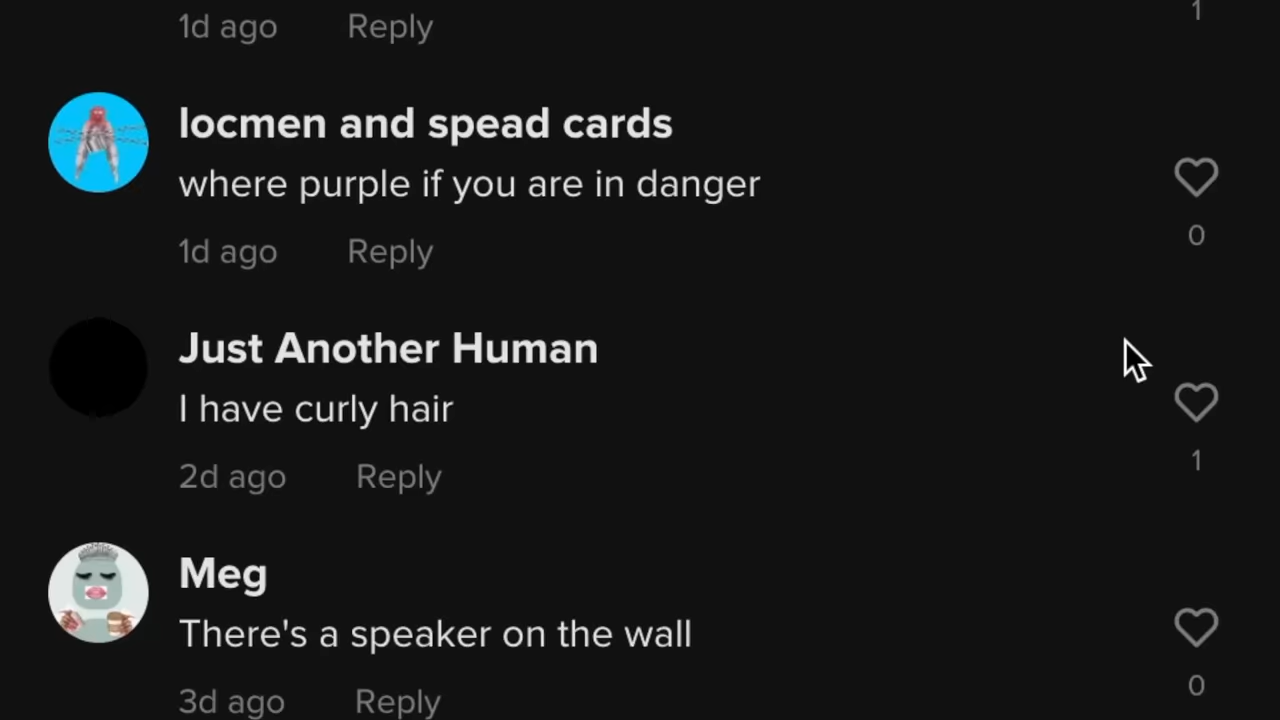 1d ago Reply 1
locmen and spead cards
where purple if you are in danger
1d ago Reply 0
Just Another Human
I have curly hair
2d ago Reply 1
Meg
There's a speaker on the wall
3d ago Reply 0